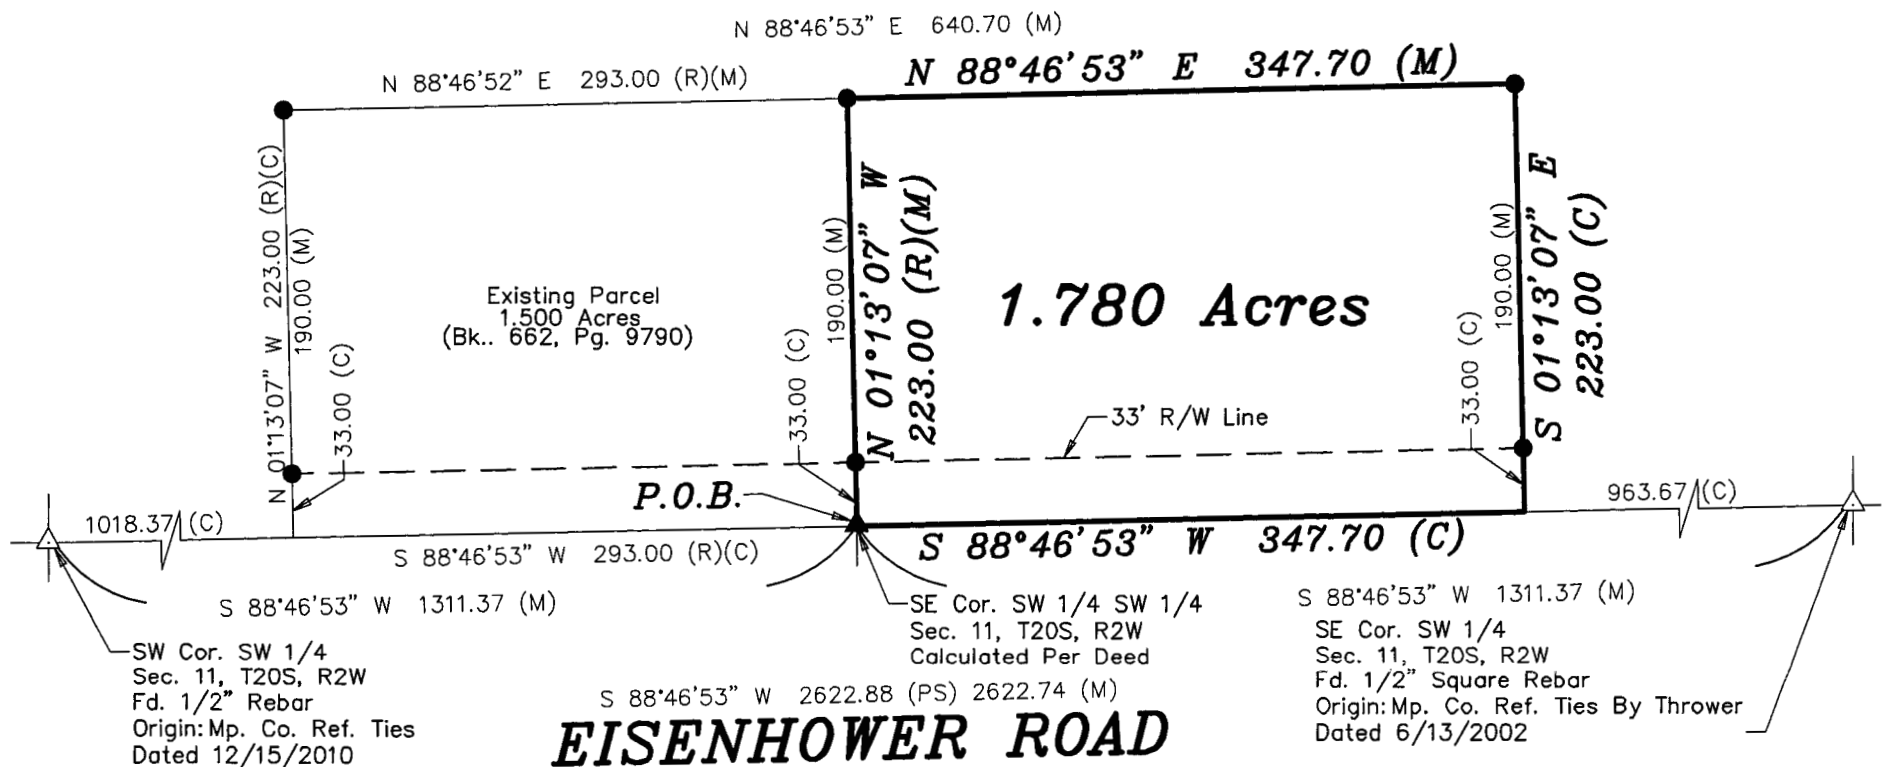 N 88°46'53" E 640.70 (M)
N 88°46'52" E 293.00 (R)(M)
N 88°46'53" E 347.70 (M)
N 01°13'07" W 223.00 (R)(C)
190.00 (M)
33.00 (C)
Existing Parcel
1.500 Acres
(Bk.. 662, Pg. 9790)
190.00 (M)
33.00 (C)
N 01°13'07" W
223.00 (R)(M)
1.780 Acres
33' R/W Line
190.00 (M)
33.00 (C)
S 01°13'07" E
223.00 (C)
P.O.B.
1018.37 (C)
963.67 (C)
S 88°46'53" W 293.00 (R)(C)
S 88°46'53" W 347.70 (C)
S 88°46'53" W 1311.37 (M)
S 88°46'53" W 1311.37 (M)
SW Cor. SW 1/4
Sec. 11, T20S, R2W
Fd. 1/2" Rebar
Origin: Mp. Co. Ref. Ties
Dated 12/15/2010
SE Cor. SW 1/4 SW 1/4
Sec. 11, T20S, R2W
Calculated Per Deed
SE Cor. SW 1/4
Sec. 11, T20S, R2W
Fd. 1/2" Square Rebar
Origin: Mp. Co. Ref. Ties By Thrower
Dated 6/13/2002
S 88°46'53" W 2622.88 (PS) 2622.74 (M)
EISENHOWER ROAD